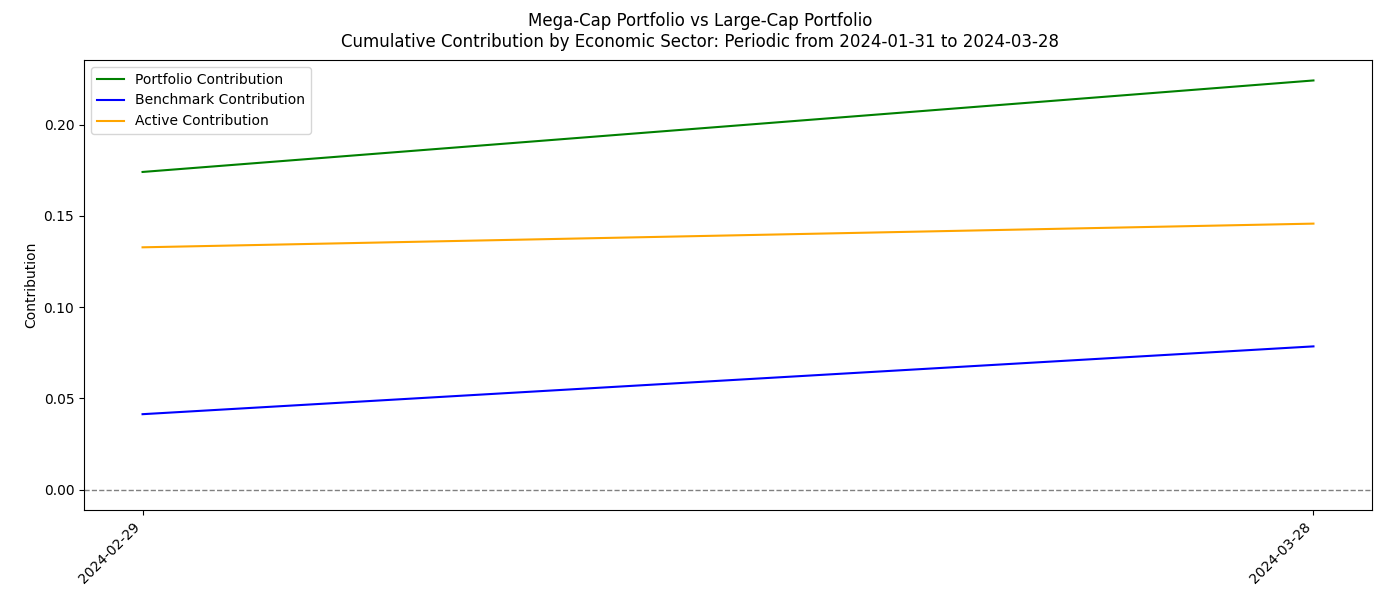 Mega-Cap Portfolio vs Large-Cap Portfolio
Cumulative Contribution by Economic Sector: Periodic from 2024-01-31 to 2024-03-28
Portfolio Contribution
Benchmark Contribution
Active Contribution
Contribution
0.20
0.15
0.10
0.05
0.00
2024-02-29
2024-03-28